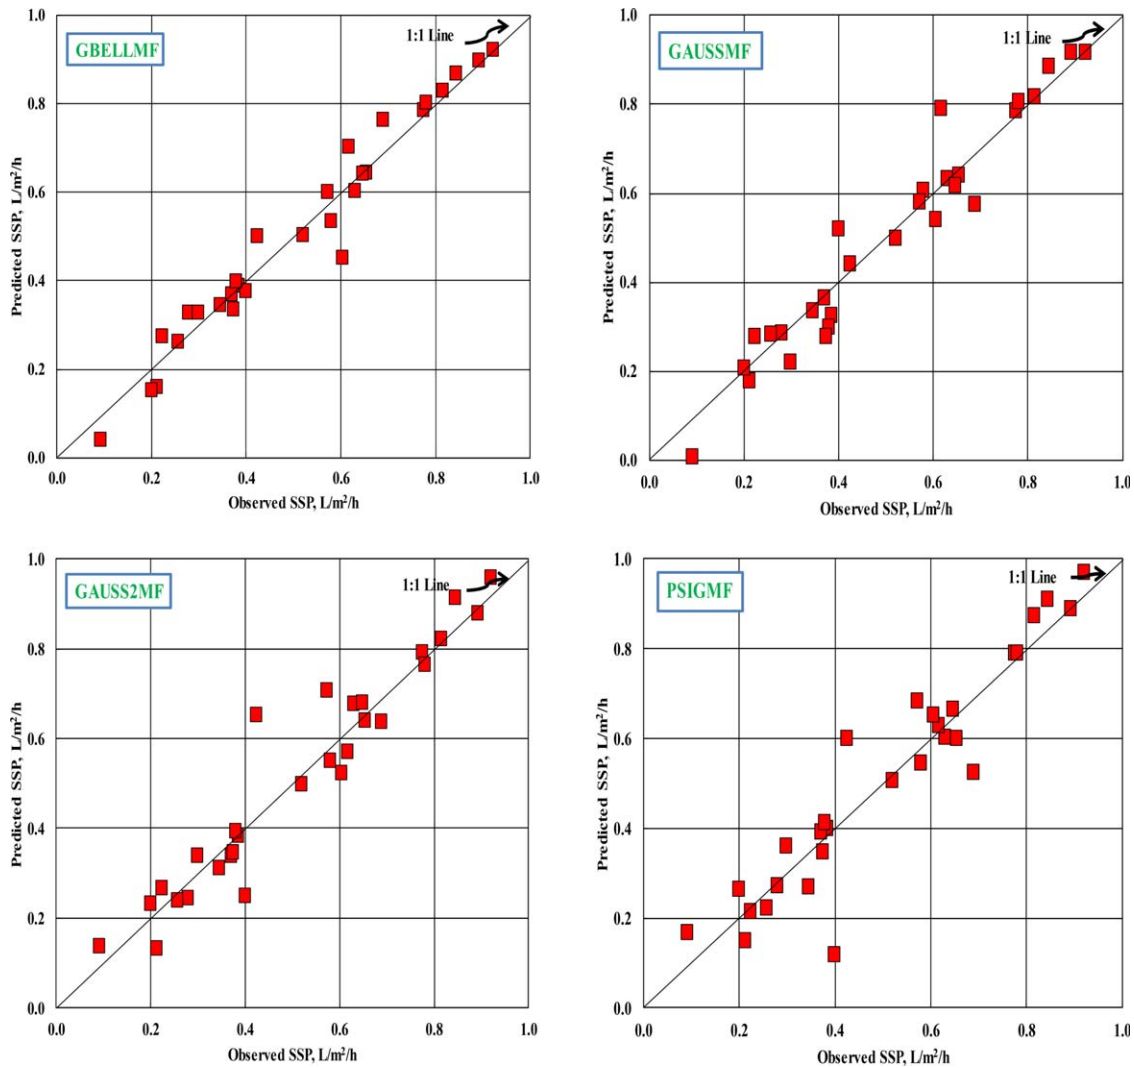 GBELLMF
1:1 Line
Predicted SSP, L/m²/h
1.0
0.8
0.6
0.4
0.2
0.0
0.0 0.2 0.4 0.6 0.8 1.0
Observed SSP, L/m²/h
GAUSSMF
1:1 Line
Predicted SSP, L/m²/h
1.0
0.8
0.6
0.4
0.2
0.0
0.0 0.2 0.4 0.6 0.8 1.0
Observed SSP, L/m²/h
GAUSS2MF
1:1 Line
Predicted SSP, L/m²/h
1.0
0.8
0.6
0.4
0.2
0.0
0.0 0.2 0.4 0.6 0.8 1.0
Observed SSP, L/m²/h
PSIGMF
1:1 Line
Predicted SSP, L/m²/h
1.0
0.8
0.6
0.4
0.2
0.0
0.0 0.2 0.4 0.6 0.8 1.0
Observed SSP, L/m²/h